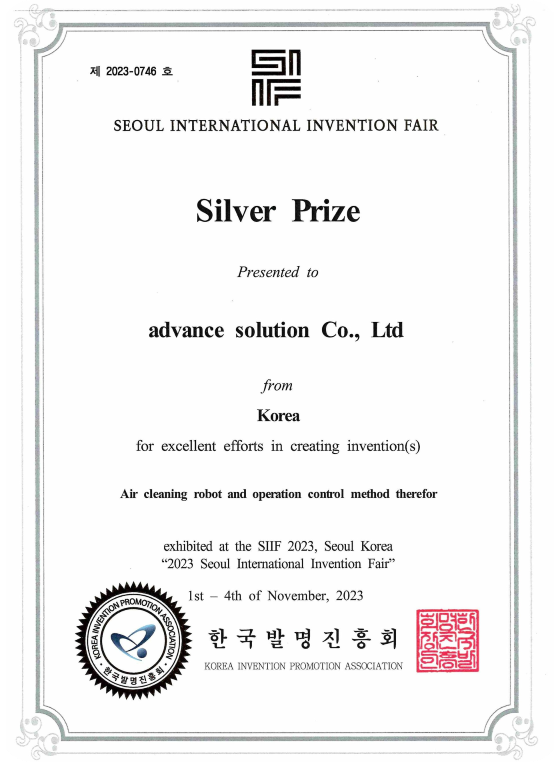 제 2023-0746 호
SIIF
SEOUL INTERNATIONAL INVENTION FAIR
Silver Prize
Presented to
advance solution Co., Ltd
from
Korea
for excellent efforts in creating invention(s)
Air cleaning robot and operation control method therefor
exhibited at the SIIF 2023, Seoul Korea
“2023 Seoul International Invention Fair”
1st – 4th of November, 2023
KOREA INVENTION PROMOTION ASSOCIATION
한국발명진흥회
한국발명진흥회
KOREA INVENTION PROMOTION ASSOCIATION